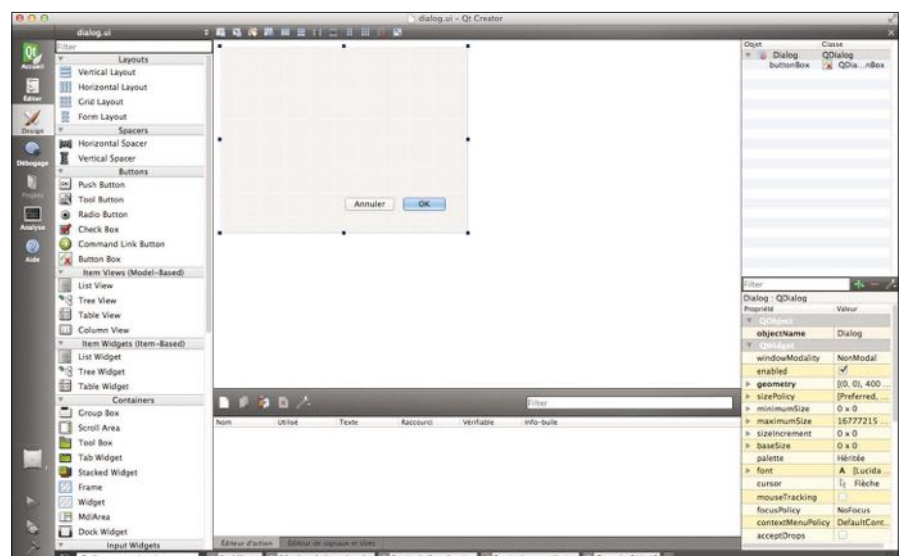 dialog.ui - Qt Creator
dialog.ui
Qt
Accueil
Éditer
Design
Débogage
Projets
Analyse
Aide
Filter
Layouts
Vertical Layout
Horizontal Layout
Grid Layout
Form Layout
Spacers
Horizontal Spacer
Vertical Spacer
Buttons
Push Button
Tool Button
Radio Button
Check Box
Command Link Button
Button Box
Item Views (Model-Based)
List View
Tree View
Table View
Column View
Item Widgets (Item-Based)
List Widget
Tree Widget
Table Widget
Containers
Group Box
Scroll Area
Tool Box
Tab Widget
Stacked Widget
Frame
Widget
MdiArea
Dock Widget
Input Widgets
Annuler OK
Filter
Nom Utilisé Texte Raccourci Vérifiable Info-bulle
Éditeur d'action Éditeur de signaux et slots
Objet Classe
Dialog QDialog
buttonBox QDia...nBox
Filter
Dialog : QDialog
Propriété Valeur
QObject
objectName Dialog
QWidget
windowModality NonModal
enabled
geometry [(0, 0), 400 ...
sizePolicy [Preferred, ...
minimumSize 0 x 0
maximumSize 16777215 ...
sizeIncrement 0 x 0
baseSize 0 x 0
palette Héritée
font A [Lucida ...
cursor Flèche
mouseTracking
focusPolicy NoFocus
contextMenuPolicy DefaultCont...
acceptDrops